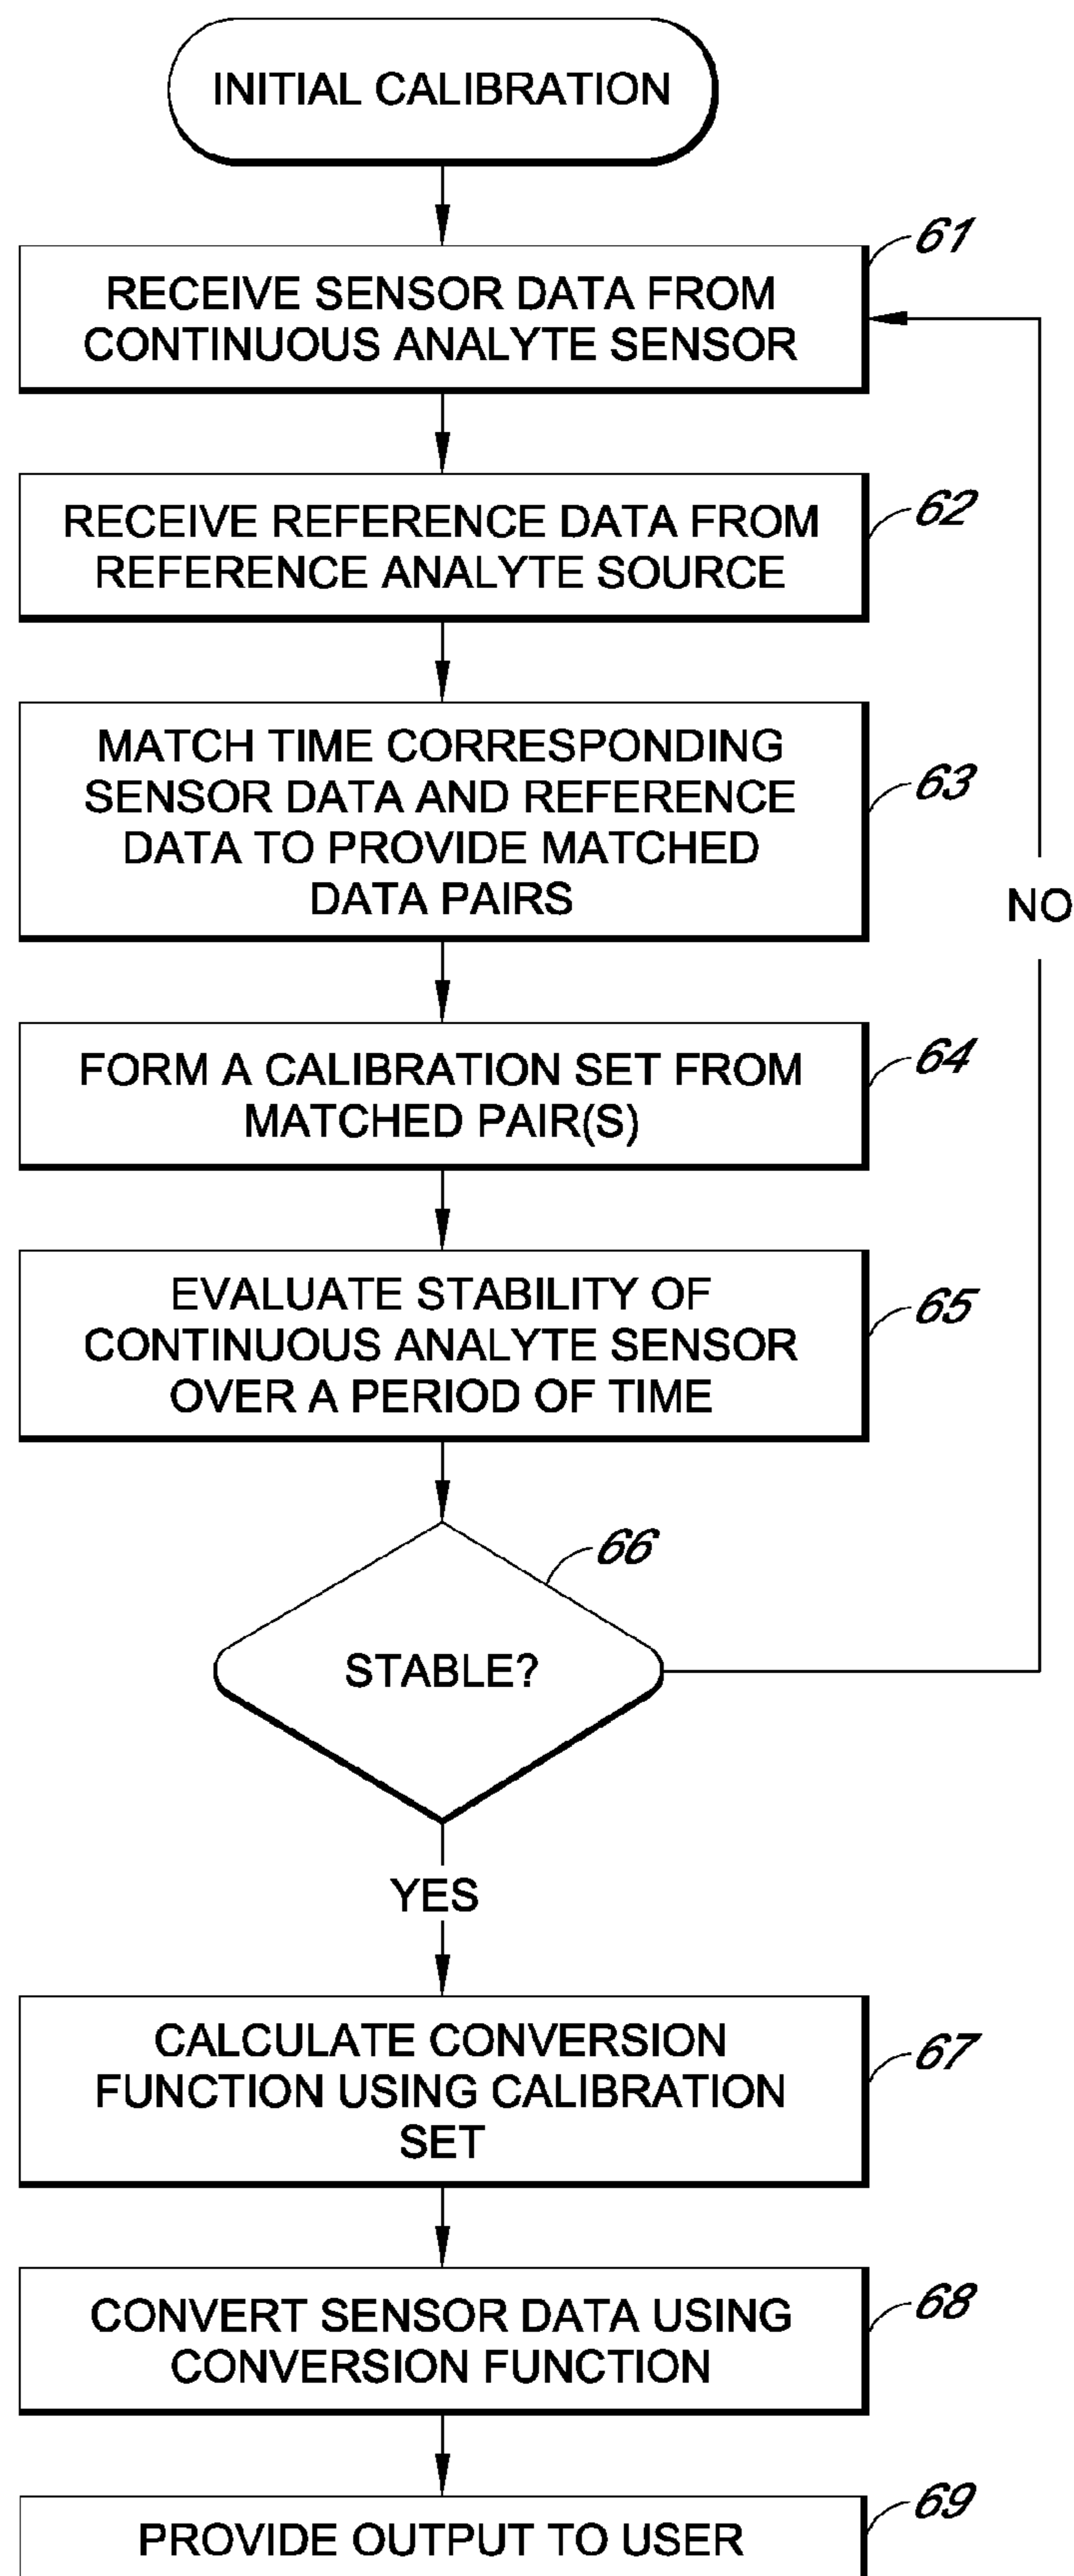 INITIAL CALIBRATION
61
RECEIVE SENSOR DATA FROM
CONTINUOUS ANALYTE SENSOR
62
RECEIVE REFERENCE DATA FROM
REFERENCE ANALYTE SOURCE
63
MATCH TIME CORRESPONDING
SENSOR DATA AND REFERENCE
DATA TO PROVIDE MATCHED
DATA PAIRS
NO
64
FORM A CALIBRATION SET FROM
MATCHED PAIR(S)
65
EVALUATE STABILITY OF
CONTINUOUS ANALYTE SENSOR
OVER A PERIOD OF TIME
66
STABLE?
YES
67
CALCULATE CONVERSION
FUNCTION USING CALIBRATION
SET
68
CONVERT SENSOR DATA USING
CONVERSION FUNCTION
69
PROVIDE OUTPUT TO USER